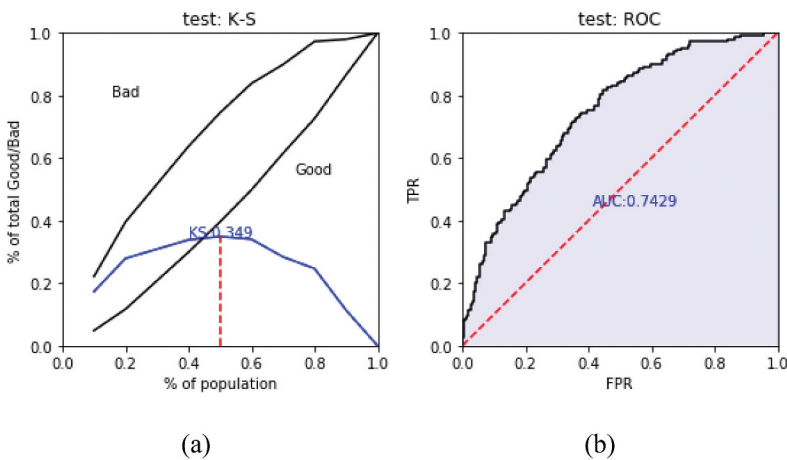 test: K-S
1.0
0.8
0.6
0.4
0.2
0.0
% of total Good/Bad
Bad
Good
KS:0.349
0.0 0.2 0.4 0.6 0.8 1.0
% of population
(a)
test: ROC
1.0
0.8
0.6
0.4
0.2
0.0
TPR
AUC:0.7429
0.0 0.2 0.4 0.6 0.8 1.0
FPR
(b)